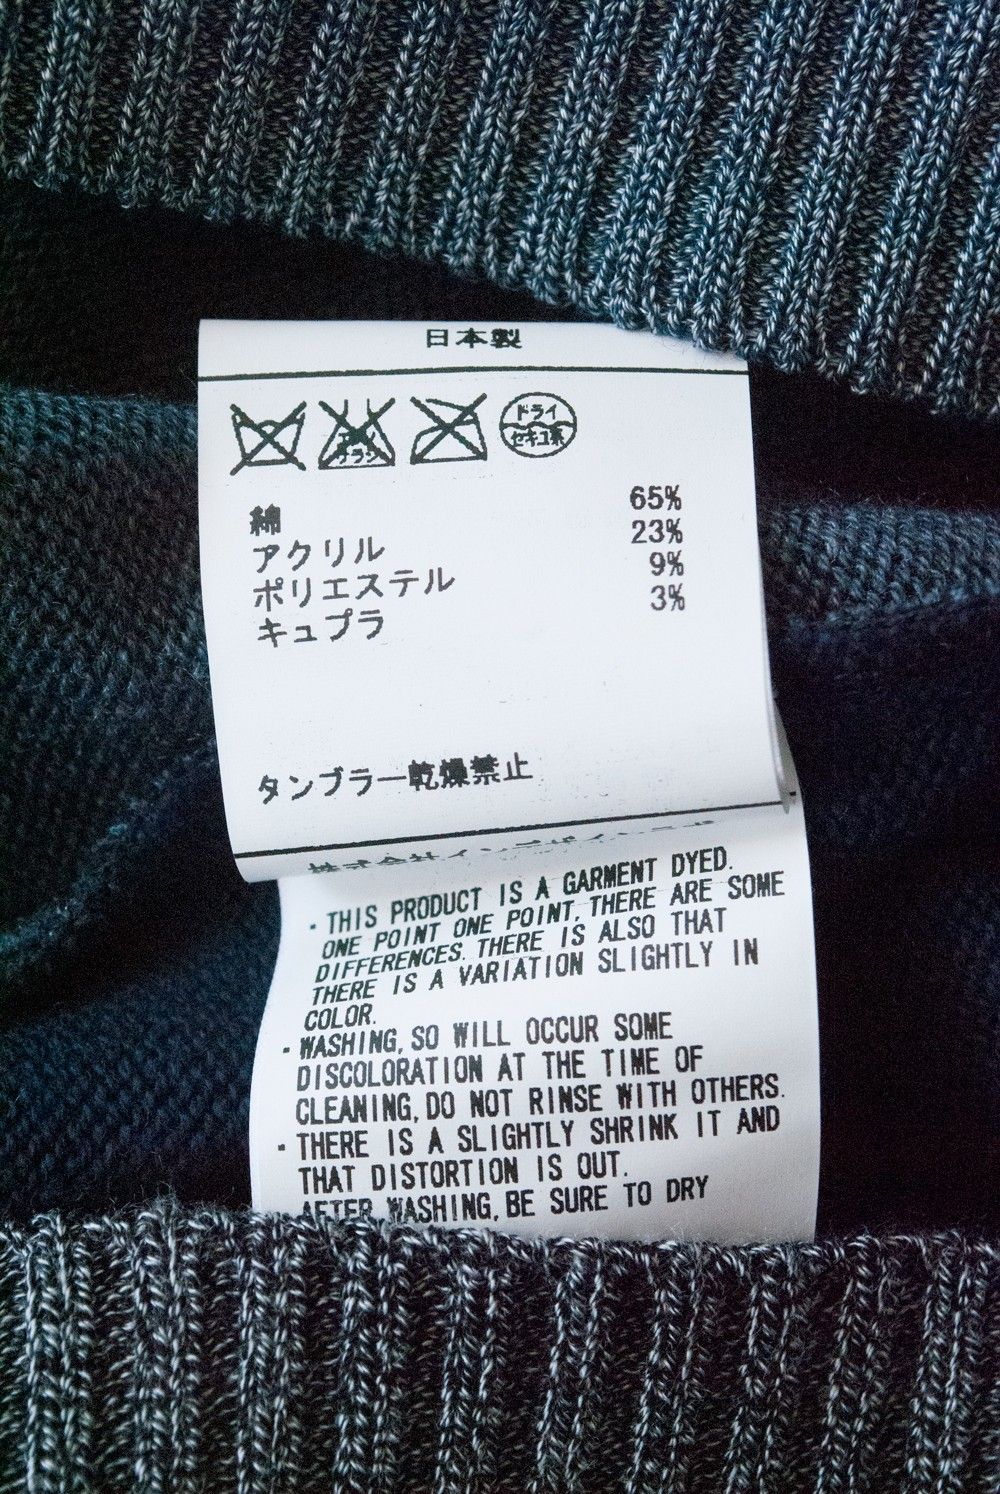 日本製
ドライ
セキユ系
綿 65%
アクリル 23%
ポリエステル 9%
キュプラ 3%
タンブラー乾燥禁止
株式会社
・THIS PRODUCT IS A GARMENT DYED.
ONE POINT ONE POINT, THERE ARE SOME
DIFFERENCES. THERE IS ALSO THAT
THERE IS A VARIATION SLIGHTLY IN
COLOR.
・WASHING, SO WILL OCCUR SOME
DISCOLORATION AT THE TIME OF
CLEANING, DO NOT RINSE WITH OTHERS.
・THERE IS A SLIGHTLY SHRINK IT AND
THAT DISTORTION IS OUT.
AFTER WASHING, BE SURE TO DRY